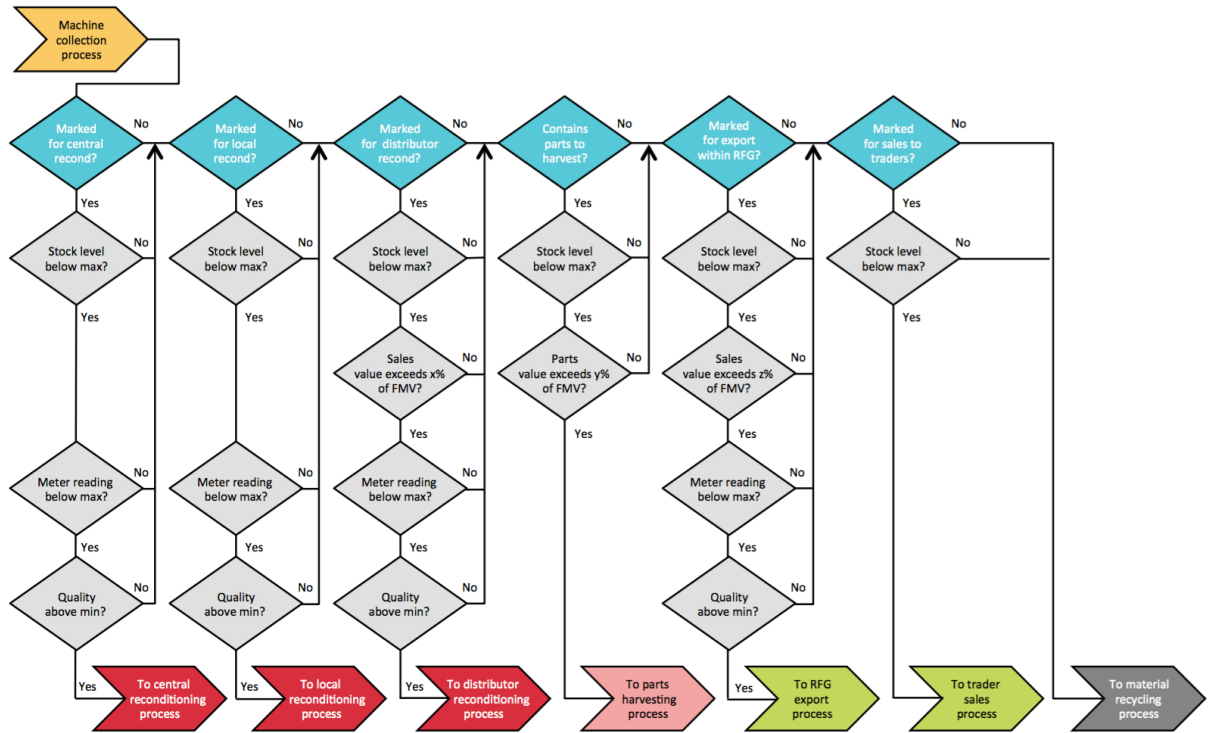 Machine
collection
process
Marked
for central
recond?
No
Marked
for local
recond?
No
Marked
for distributor
recond?
No
Contains
parts to
harvest?
No
Marked
for export
within RFG?
No
Marked
for sales to
traders?
No
Yes
Yes
Yes
Yes
Yes
Yes
Stock level
below max?
No
Stock level
below max?
No
Stock level
below max?
No
Stock level
below max?
No
Stock level
below max?
No
Stock level
below max?
No
Yes
Yes
Yes
Yes
Yes
Yes
Sales
value exceeds x%
of FMV?
No
Parts
value exceeds y%
of FMV?
No
Sales
value exceeds z%
of FMV?
No
Yes
Yes
Yes
Meter reading
below max?
No
Meter reading
below max?
No
Meter reading
below max?
No
Meter reading
below max?
No
Yes
Yes
Yes
Yes
Quality
above min?
No
Quality
above min?
No
Quality
above min?
No
Quality
above min?
No
Yes
To central
reconditioning
process
Yes
To local
reconditioning
process
Yes
To distributor
reconditioning
process
To parts
harvesting
process
Yes
To RFG
export
process
To trader
sales
process
To material
recycling
process